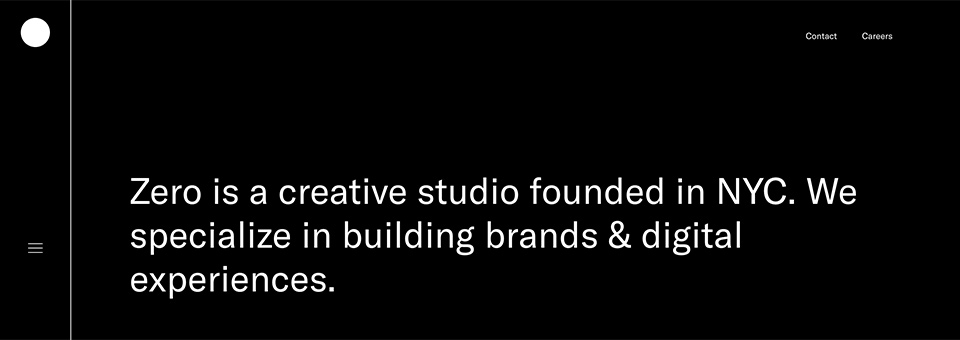 Contact Careers
Zero is a creative studio founded in NYC. We
specialize in building brands & digital
experiences.